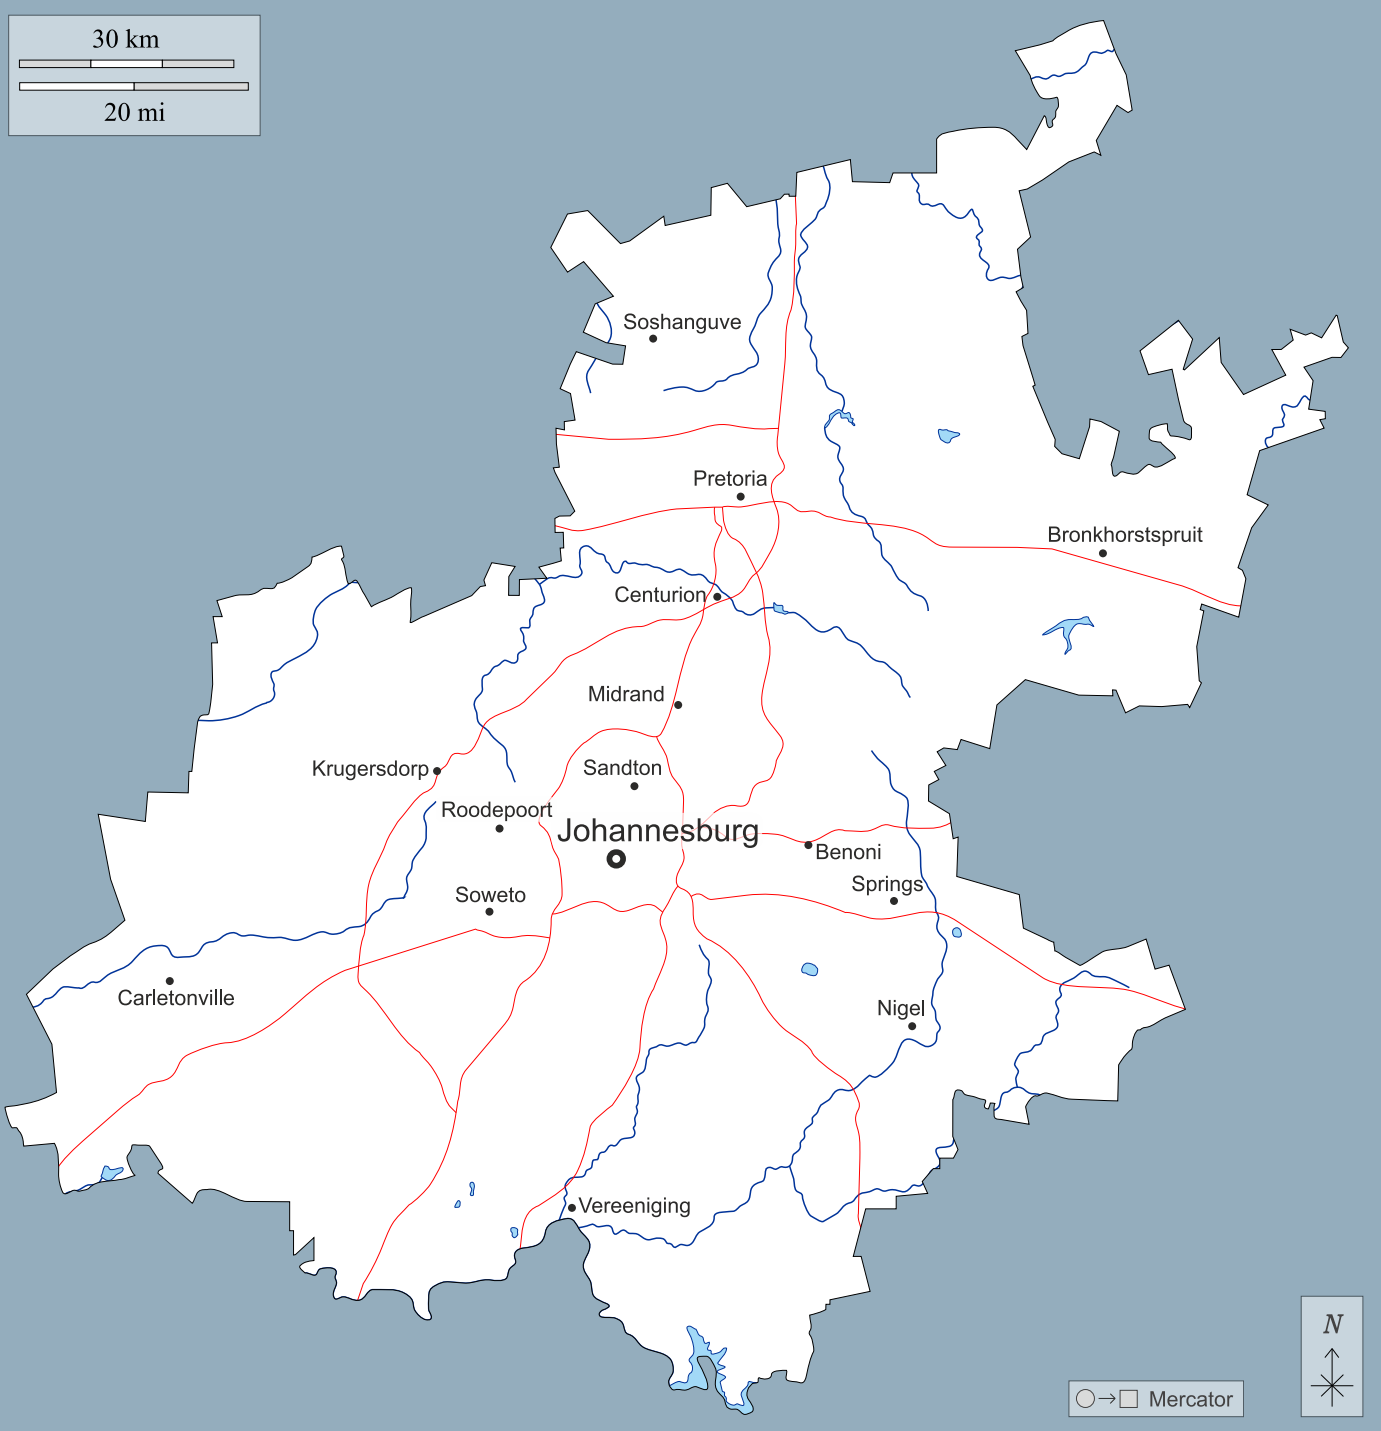 30 km
20 mi
Soshanguve
Pretoria
Bronkhorstspruit
Centurion
Midrand
Krugersdorp
Sandton
Roodepoort
Johannesburg
Benoni
Springs
Soweto
Carletonville
Nigel
Vereeniging
N
Mercator